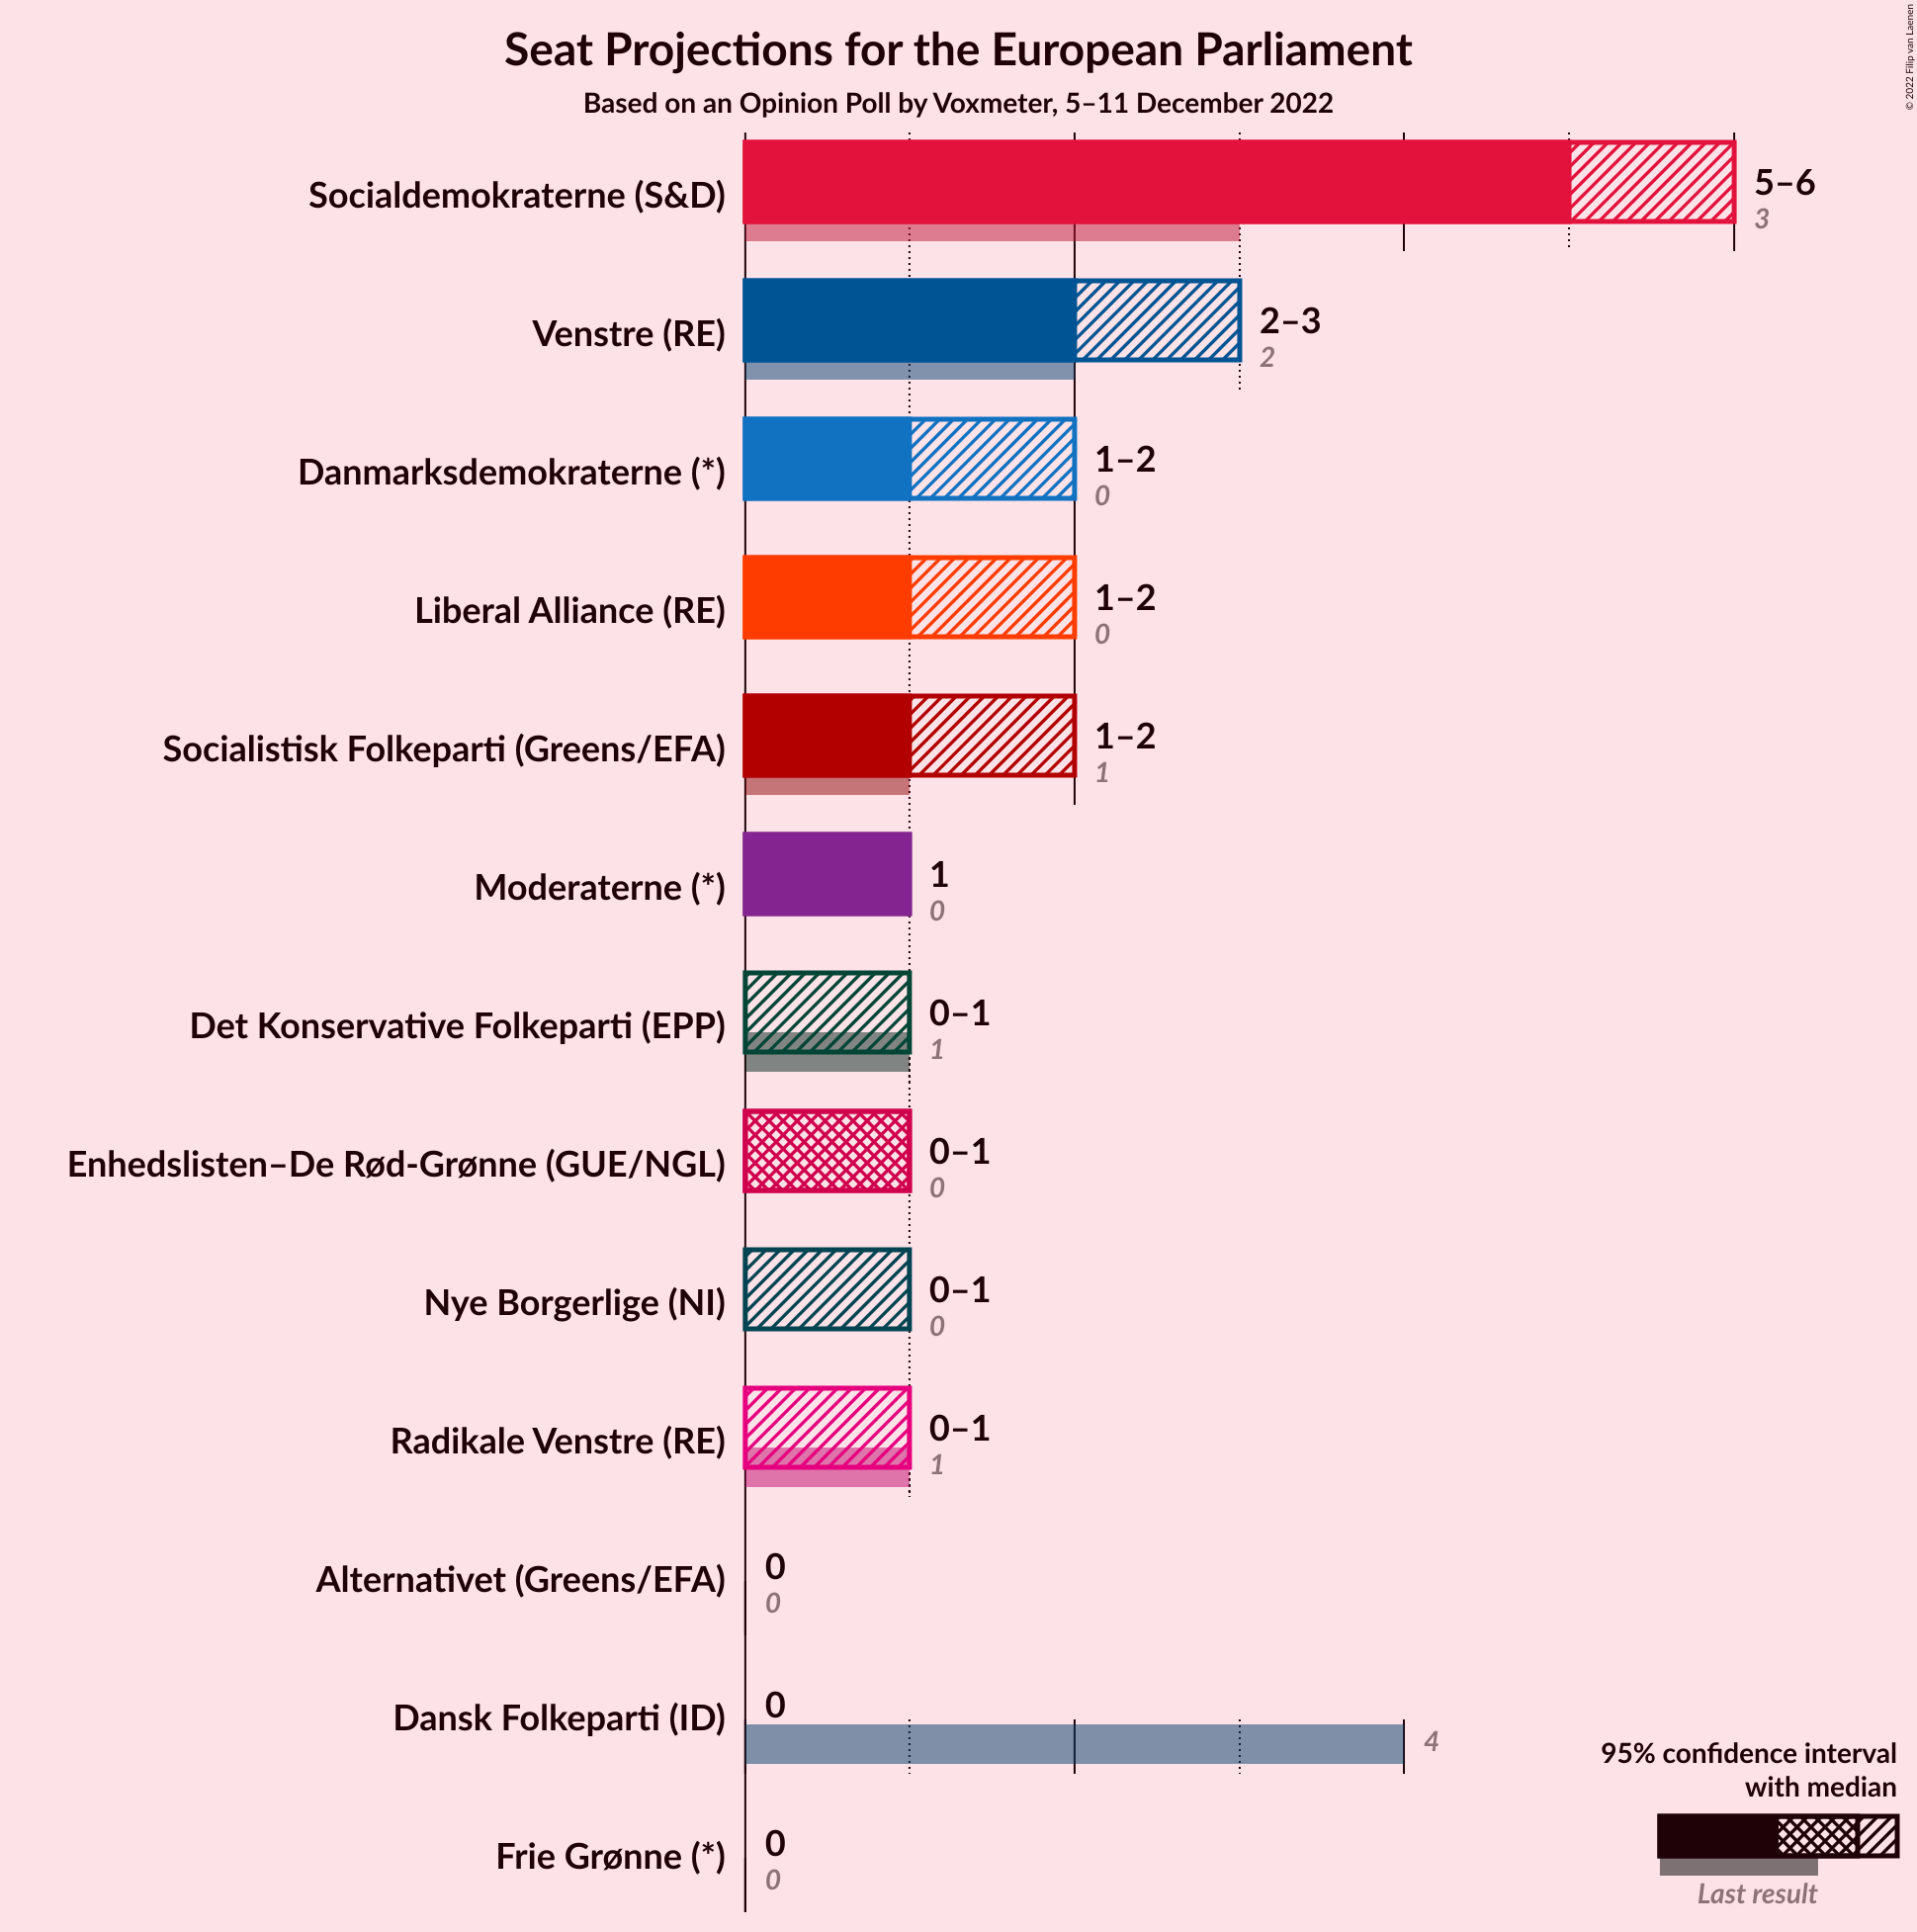 Seat Projections for the European Parliament
Based on an Opinion Poll by Voxmeter, 5–11 December 2022
© 2022 Filip van Laenen
Socialdemokraterne (S&D)
5–6
3
Venstre (RE)
2–3
2
Danmarksdemokraterne (*)
1–2
0
Liberal Alliance (RE)
1–2
0
Socialistisk Folkeparti (Greens/EFA)
1–2
1
Moderaterne (*)
1
0
Det Konservative Folkeparti (EPP)
0–1
1
Enhedslisten–De Rød-Grønne (GUE/NGL)
0–1
0
Nye Borgerlige (NI)
0–1
0
Radikale Venstre (RE)
0–1
1
Alternativet (Greens/EFA)
0
0
Dansk Folkeparti (ID)
0
4
Frie Grønne (*)
0
0
95% confidence interval
with median
Last result